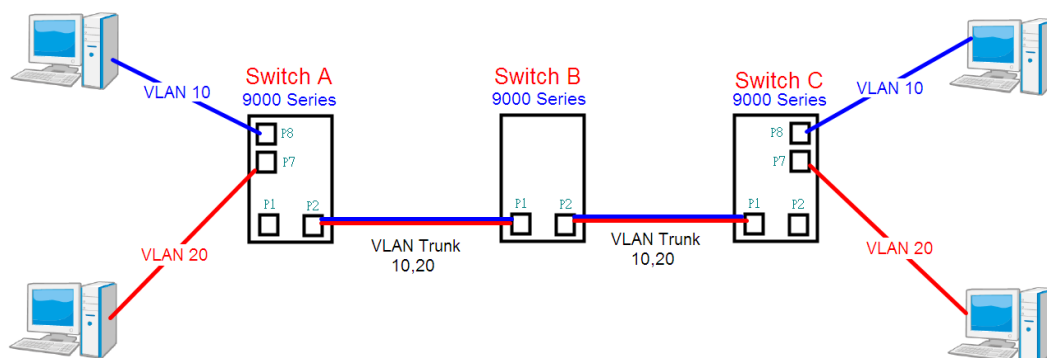 Switch A
9000 Series
Switch B
9000 Series
Switch C
9000 Series
VLAN 10
VLAN 10
P8
P7
P1
P2
P1
P2
P8
P7
P1
P2
VLAN 20
VLAN Trunk
10,20
VLAN Trunk
10,20
VLAN 20